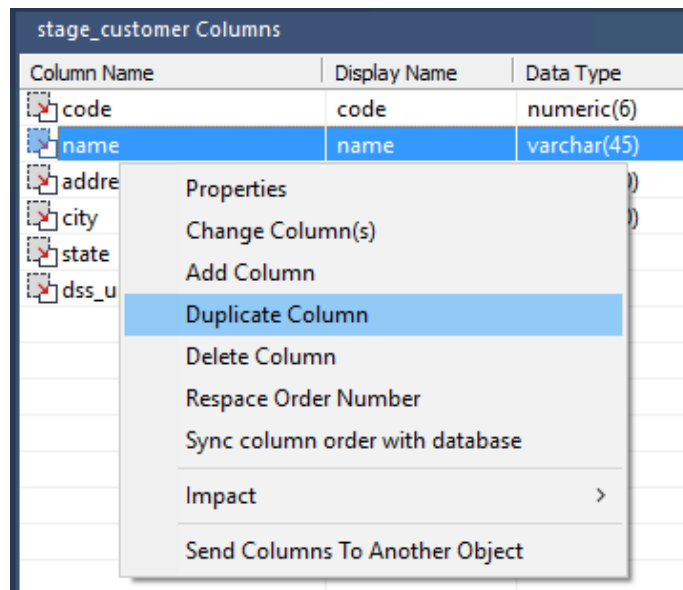 stage_customer Columns
Column Name Display Name Data Type
code code numeric(6)
name name varchar(45)
addre
city
state
dss_u
Properties
Change Column(s)
Add Column
Duplicate Column
Delete Column
Respace Order Number
Sync column order with database
Impact
Send Columns To Another Object